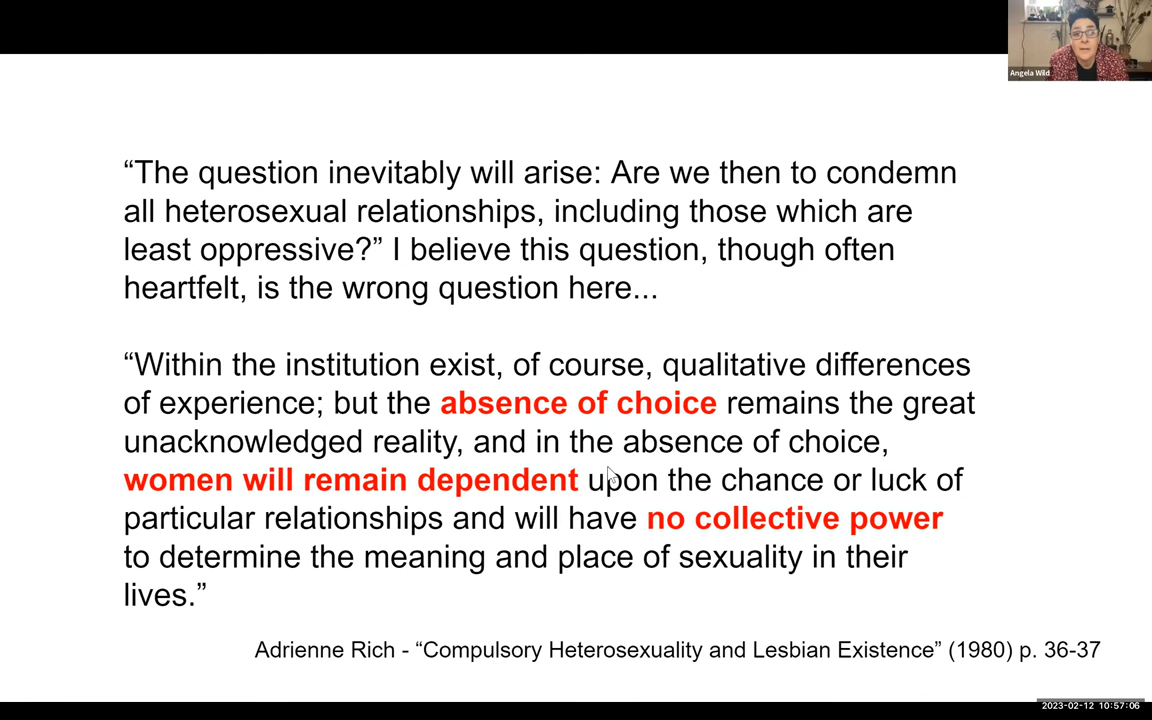 Angela Wild
“The question inevitably will arise: Are we then to condemn
all heterosexual relationships, including those which are
least oppressive?” I believe this question, though often
heartfelt, is the wrong question here...
“Within the institution exist, of course, qualitative differences
of experience; but the absence of choice remains the great
unacknowledged reality, and in the absence of choice,
women will remain dependent upon the chance or luck of
particular relationships and will have no collective power
to determine the meaning and place of sexuality in their
lives.”
Adrienne Rich - “Compulsory Heterosexuality and Lesbian Existence” (1980) p. 36-37
2023-02-12 10:57:06